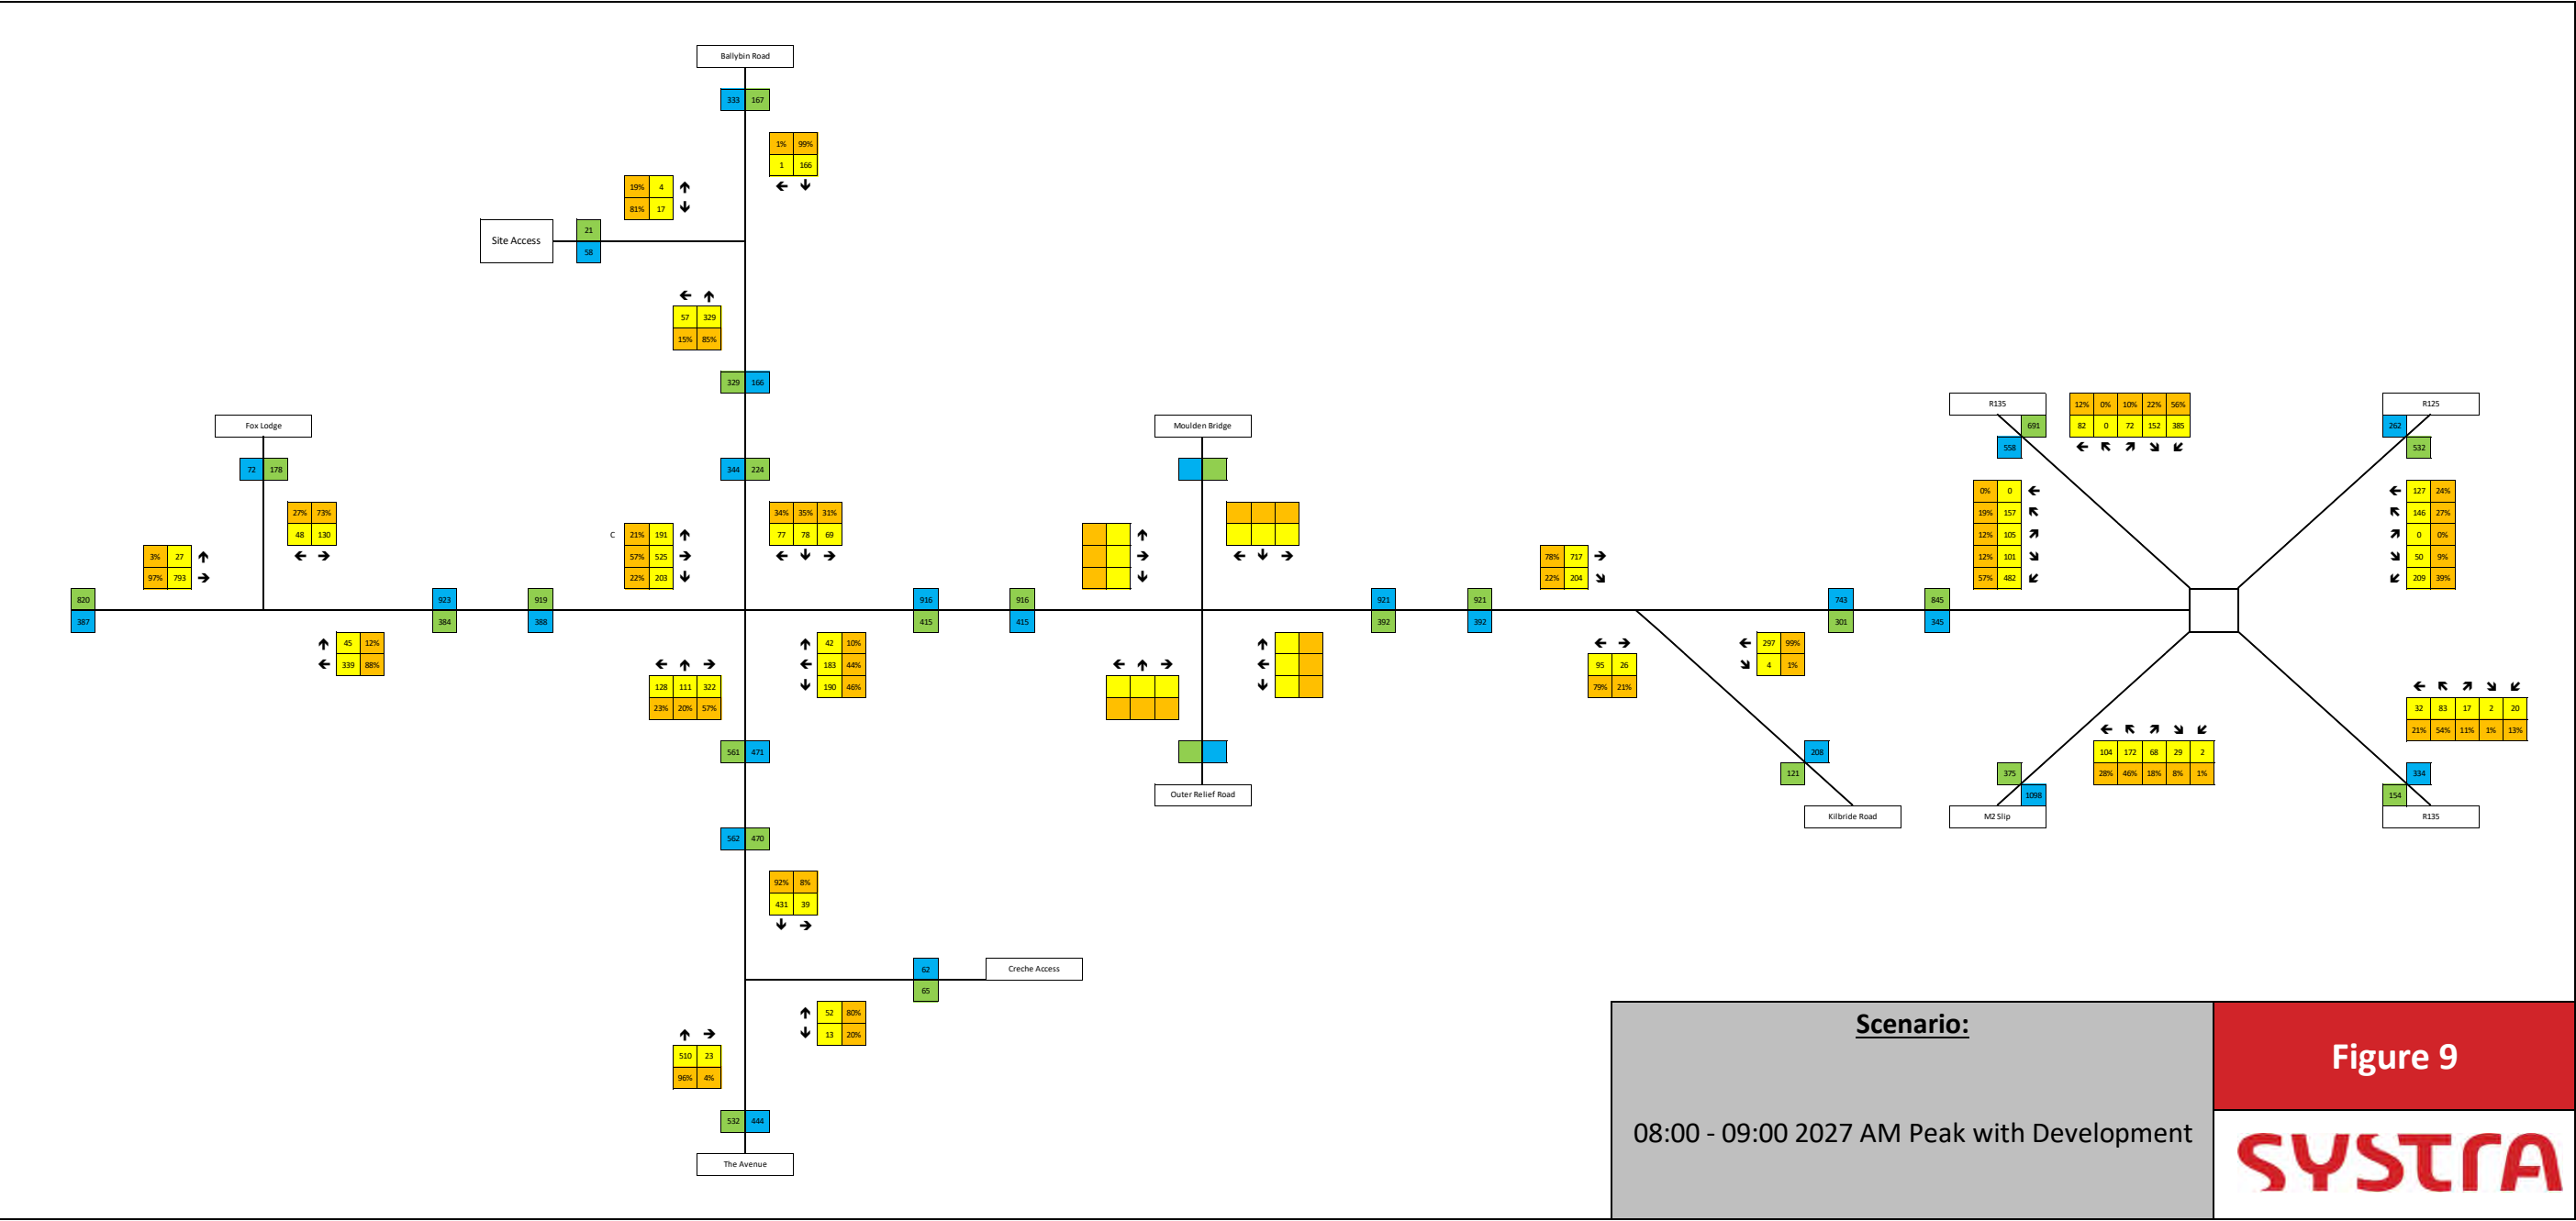 Ballybin Road
333 167
1% 99%
1 166
← ↓
19% 4 ↑
81% 17 ↓
Site Access
21
58
← ↑
57 329
15% 85%
329 166
Fox Lodge
72 178
27% 73%
48 130
← →
3% 27 ↑
97% 793 →
820
387
923
384
↑ 45 12%
← 339 88%
919
388
344 224
C 21% 191 ↑
57% 525 →
22% 203 ↓
34% 35% 31%
77 78 69
← ↓ →
← ↑ →
128 111 322
23% 20% 57%
↑ 42 10%
← 183 44%
↓ 190 46%
916
415
916
415
Moulden Bridge
↑
→
↓
← ↓ →
← ↑ →
↑
←
↓
Outer Relief Road
921
392
921
392
78% 717 →
22% 204 ↘
← →
95 26
79% 21%
← 297 99%
↘ 4 1%
743
301
845
345
208
121
Kilbride Road
R135
691
558
12% 0% 10% 22% 56%
82 0 72 152 385
← ↖ ↗ ↘ ↙
R125
262
532
0% 0 ←
19% 157 ↖
12% 105 ↗
12% 101 ↘
57% 482 ↙
← 127 24%
↖ 146 27%
↗ 0 0%
↘ 50 9%
↙ 209 39%
← ↖ ↗ ↘ ↙
104 172 68 29 2
28% 46% 18% 8% 1%
375
1098
M2 Slip
← ↖ ↗ ↘ ↙
32 83 17 2 20
21% 54% 11% 1% 13%
334
154
R135
561 471
562 470
92% 8%
431 39
↓ →
62
65
Creche Access
↑ 52 80%
↓ 13 20%
↑ →
510 23
96% 4%
532 444
The Avenue
Scenario:
08:00 - 09:00 2027 AM Peak with Development
Figure 9
SYSTRA